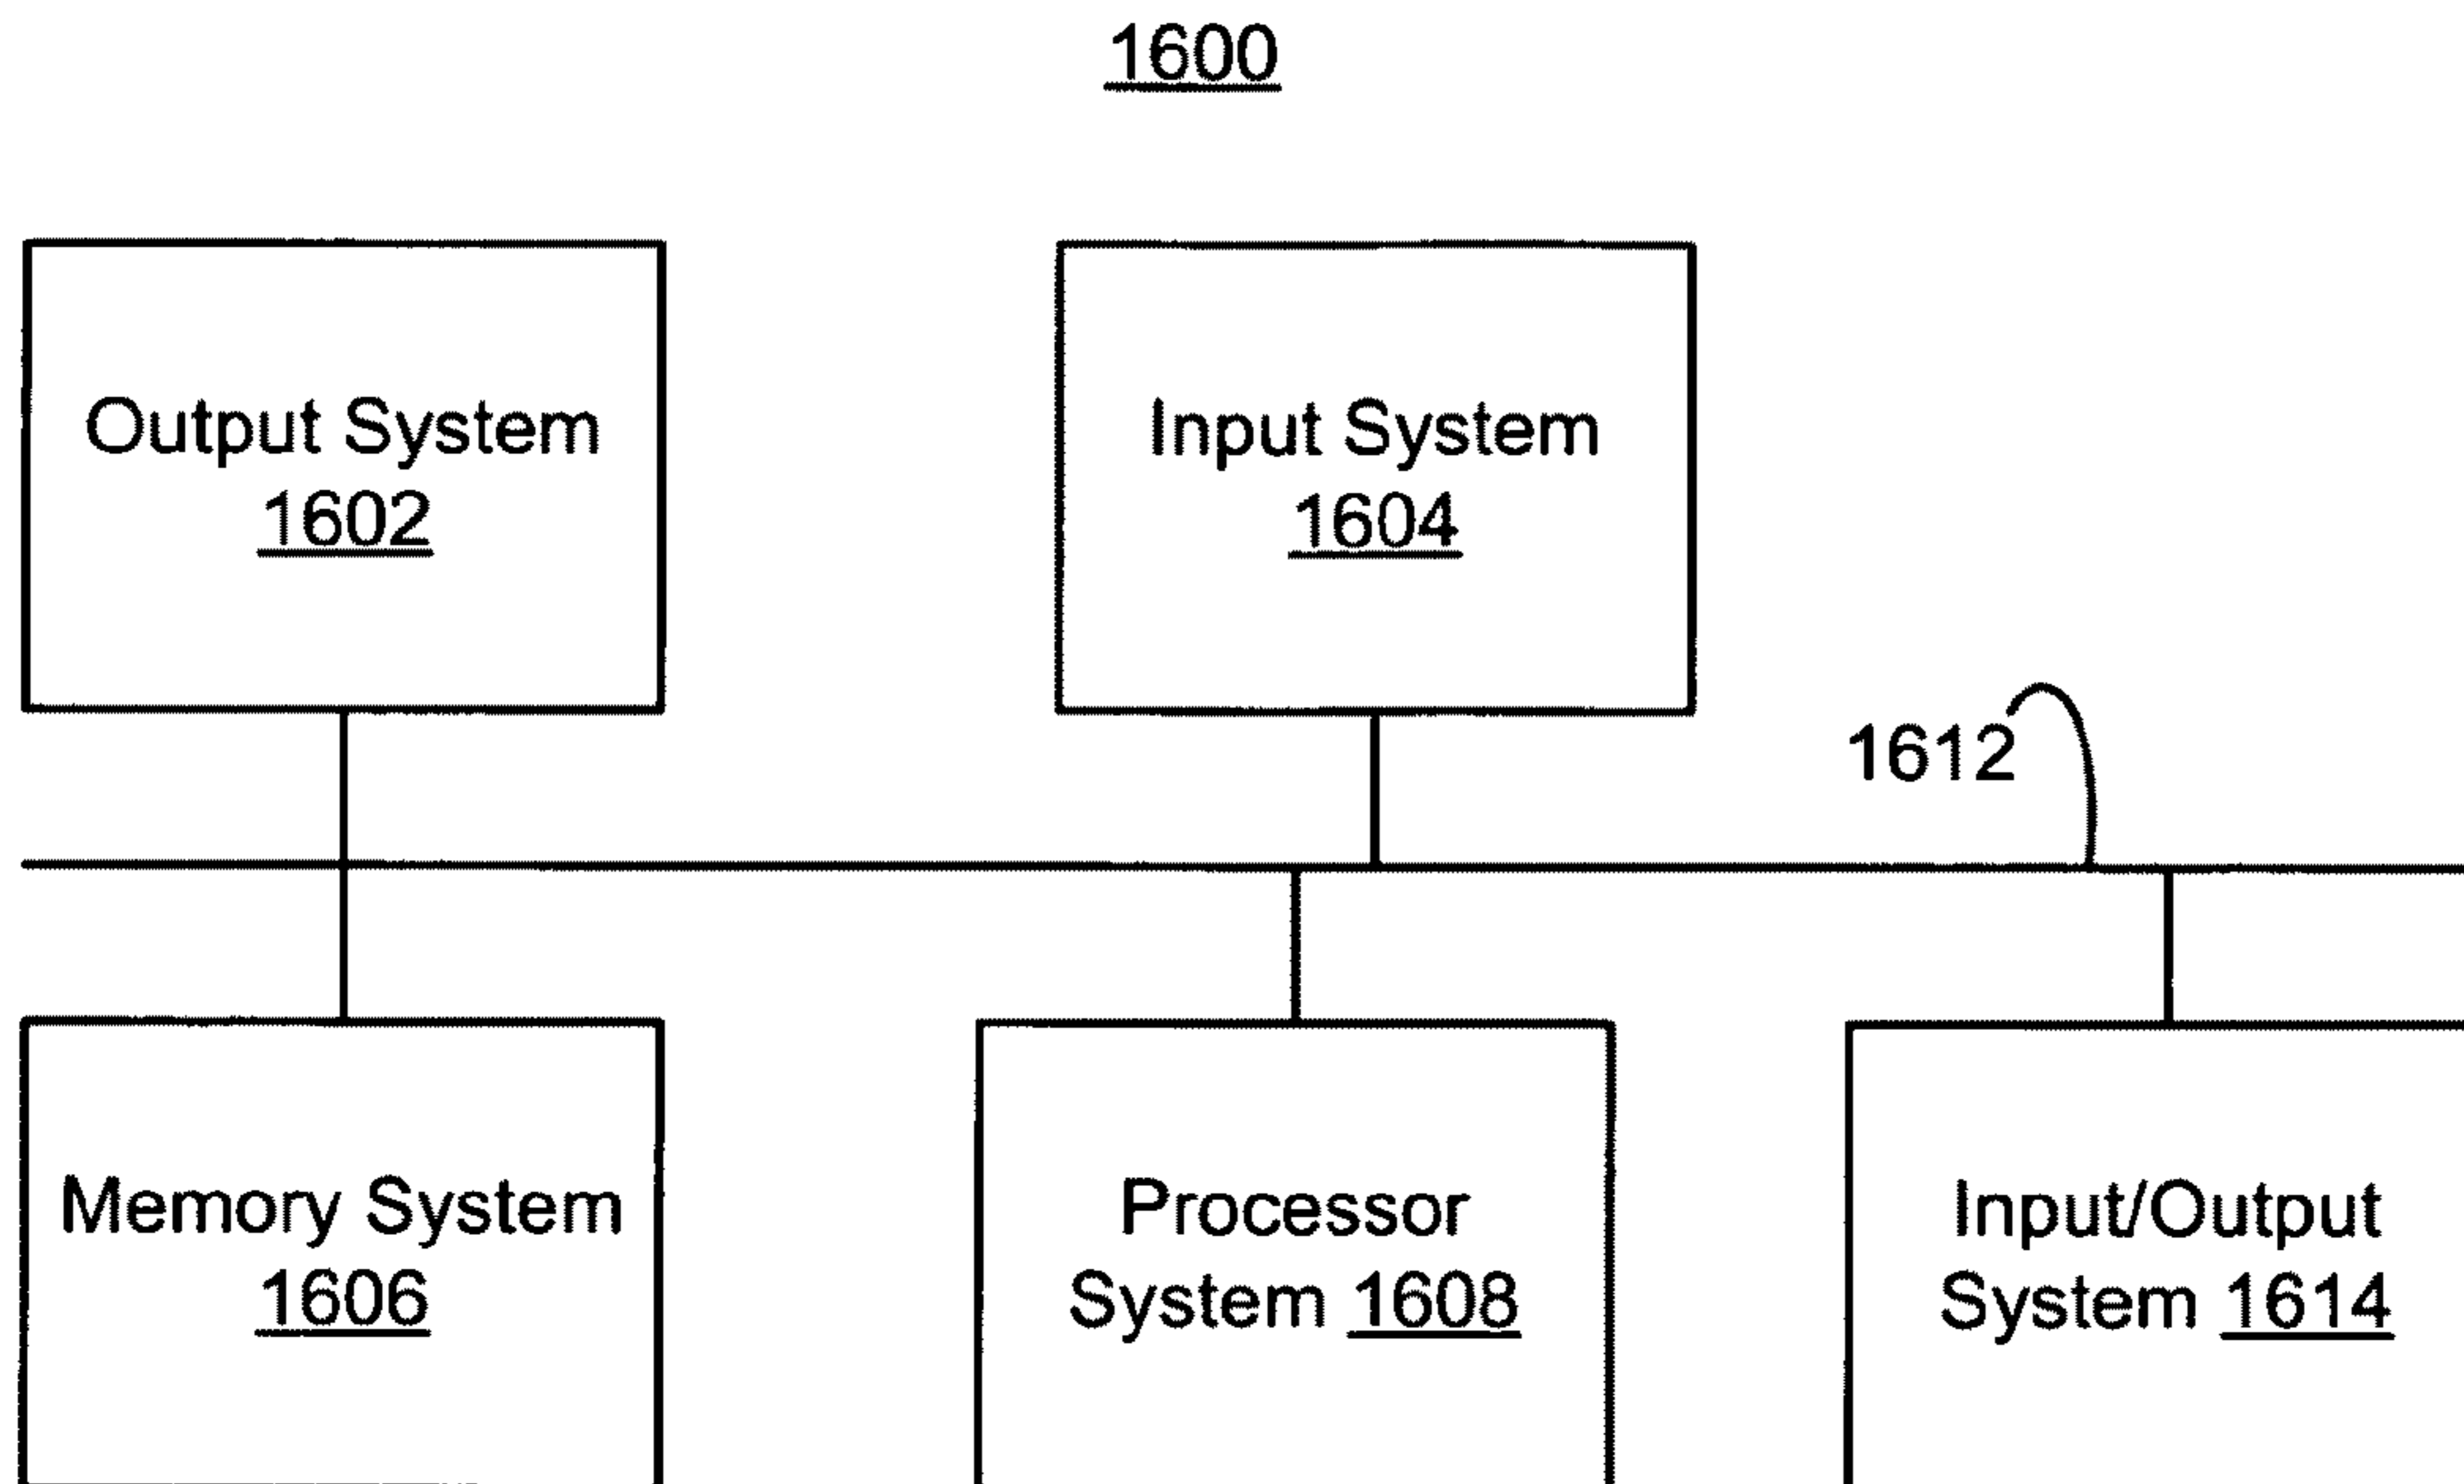 1600
Output System
1602
Input System
1604
1612
Memory System
1606
Processor
System 1608
Input/Output
System 1614